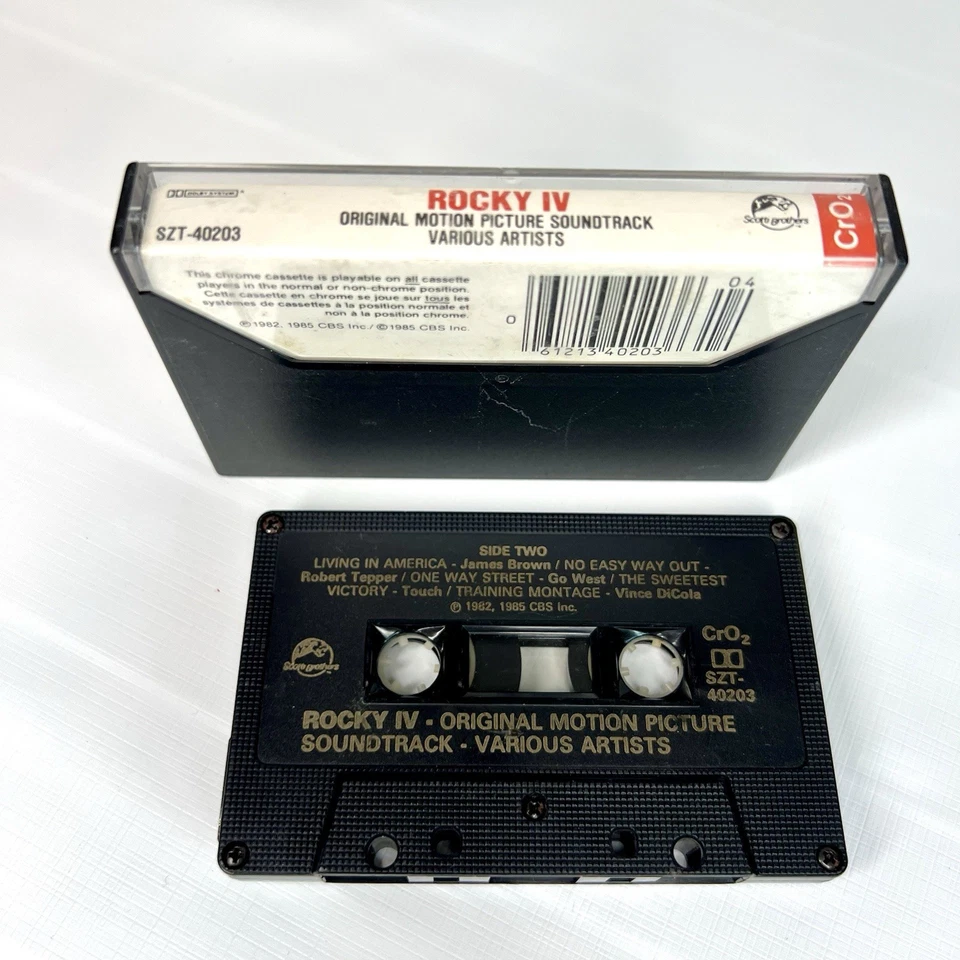 DOLBY SYSTEM
ROCKY IV
ORIGINAL MOTION PICTURE SOUNDTRACK
VARIOUS ARTISTS
SZT-40203
Scotti Brothers
CrO2
This chrome cassette is playable on all cassette
players in the normal or non-chrome position.
Cette cassette en chrome se joue sur tous les
systèmes de cassettes à la position normale et
non à la position chrome.
℗1982, 1985 CBS Inc./©1985 CBS Inc.
04
0 61213 40203
SIDE TWO
LIVING IN AMERICA - James Brown / NO EASY WAY OUT -
Robert Tepper / ONE WAY STREET - Go West / THE SWEETEST
VICTORY - Touch / TRAINING MONTAGE - Vince DiCola
℗ 1982, 1985 CBS Inc.
Scotti Brothers
CrO2
SZT-
40203
ROCKY IV - ORIGINAL MOTION PICTURE
SOUNDTRACK - VARIOUS ARTISTS